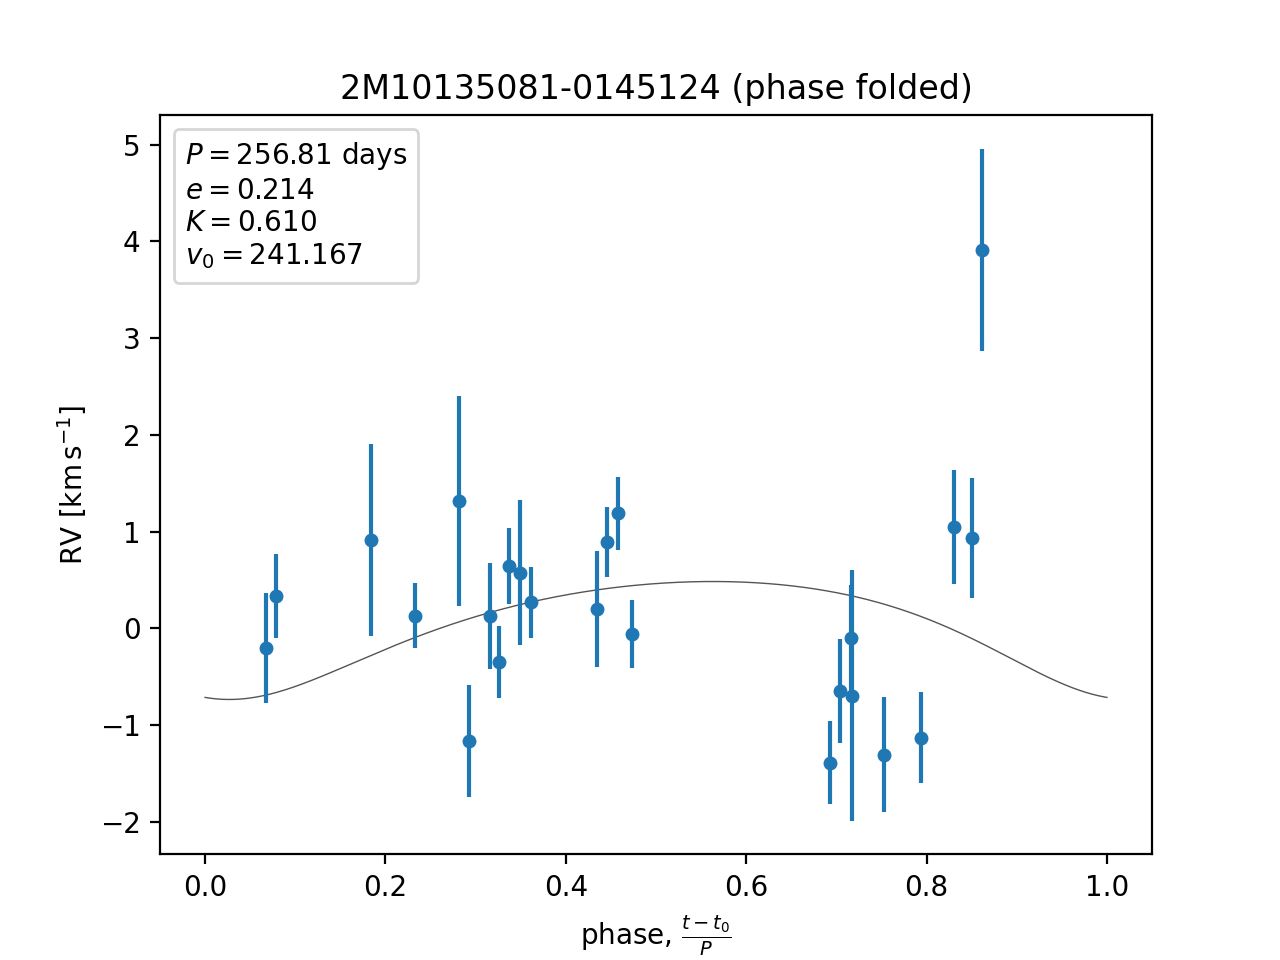 2M10135081-0145124 (phase folded)
P = 256.81 days
e = 0.214
K = 0.610
v₀ = 241.167
5
4
3
2
1
0
−1
−2
RV [km s⁻¹]
0.0 0.2 0.4 0.6 0.8 1.0
phase, (t − t₀)/P